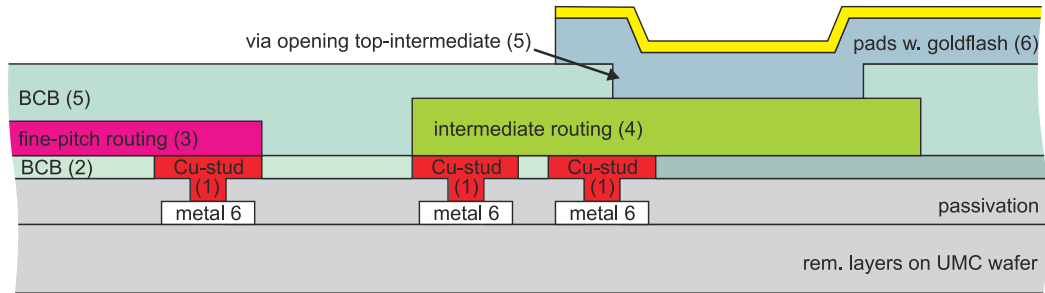 via opening top-intermediate (5)
pads w. goldflash (6)
BCB (5)
intermediate routing (4)
fine-pitch routing (3)
BCB (2)
Cu-stud
(1)
Cu-stud
(1)
Cu-stud
(1)
metal 6
metal 6
metal 6
passivation
rem. layers on UMC wafer